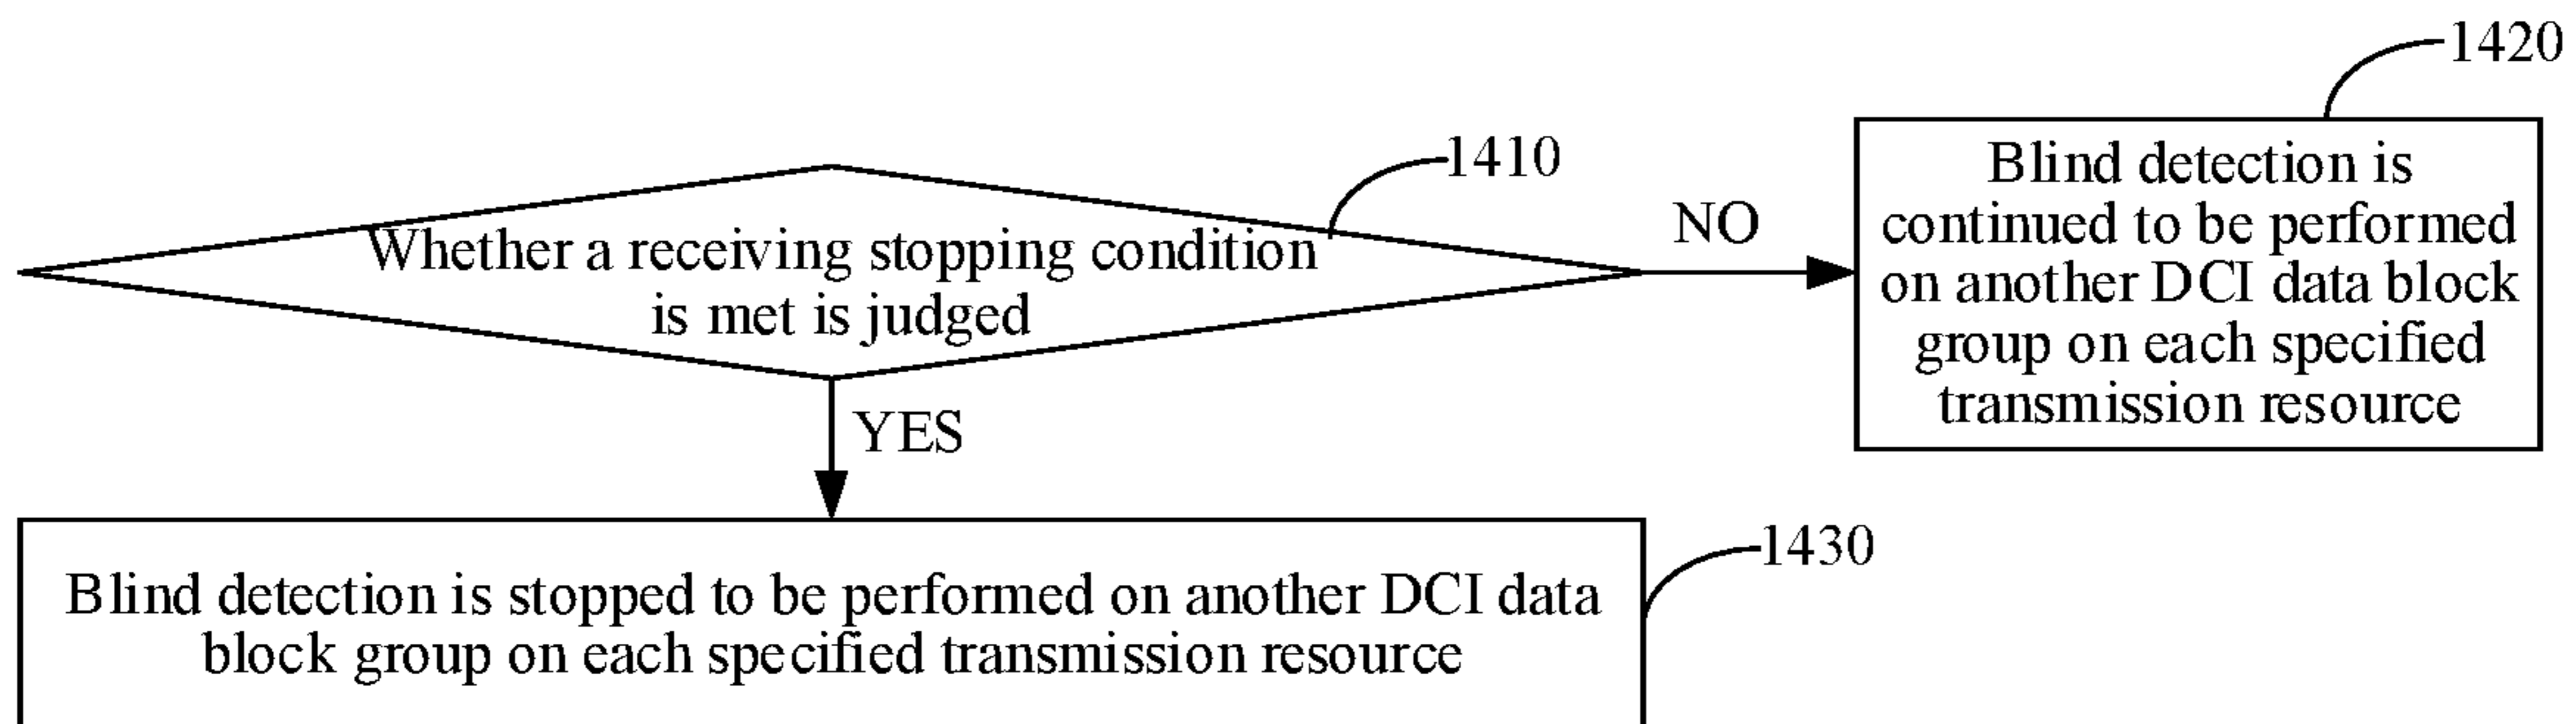 1420
1410
Whether a receiving stopping condition
is met is judged
NO
Blind detection is
continued to be performed
on another DCI data block
group on each specified
transmission resource
YES
1430
Blind detection is stopped to be performed on another DCI data
block group on each specified transmission resource